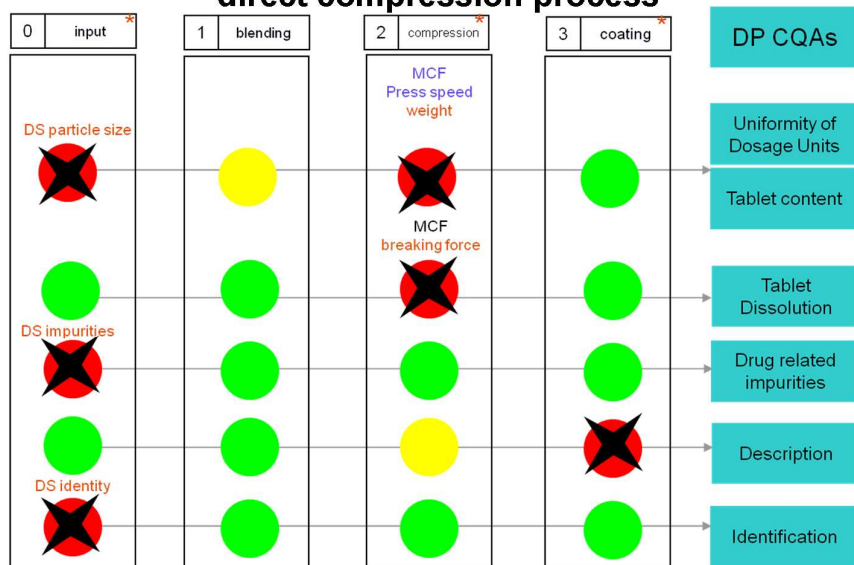 direct compression process
0 input *
1 blending
2 compression *
3 coating *
DP CQAs
MCF
Press speed
weight
DS particle size
Uniformity of
Dosage Units
Tablet content
MCF
breaking force
Tablet
Dissolution
DS impurities
Drug related
impurities
Description
DS identity
Identification